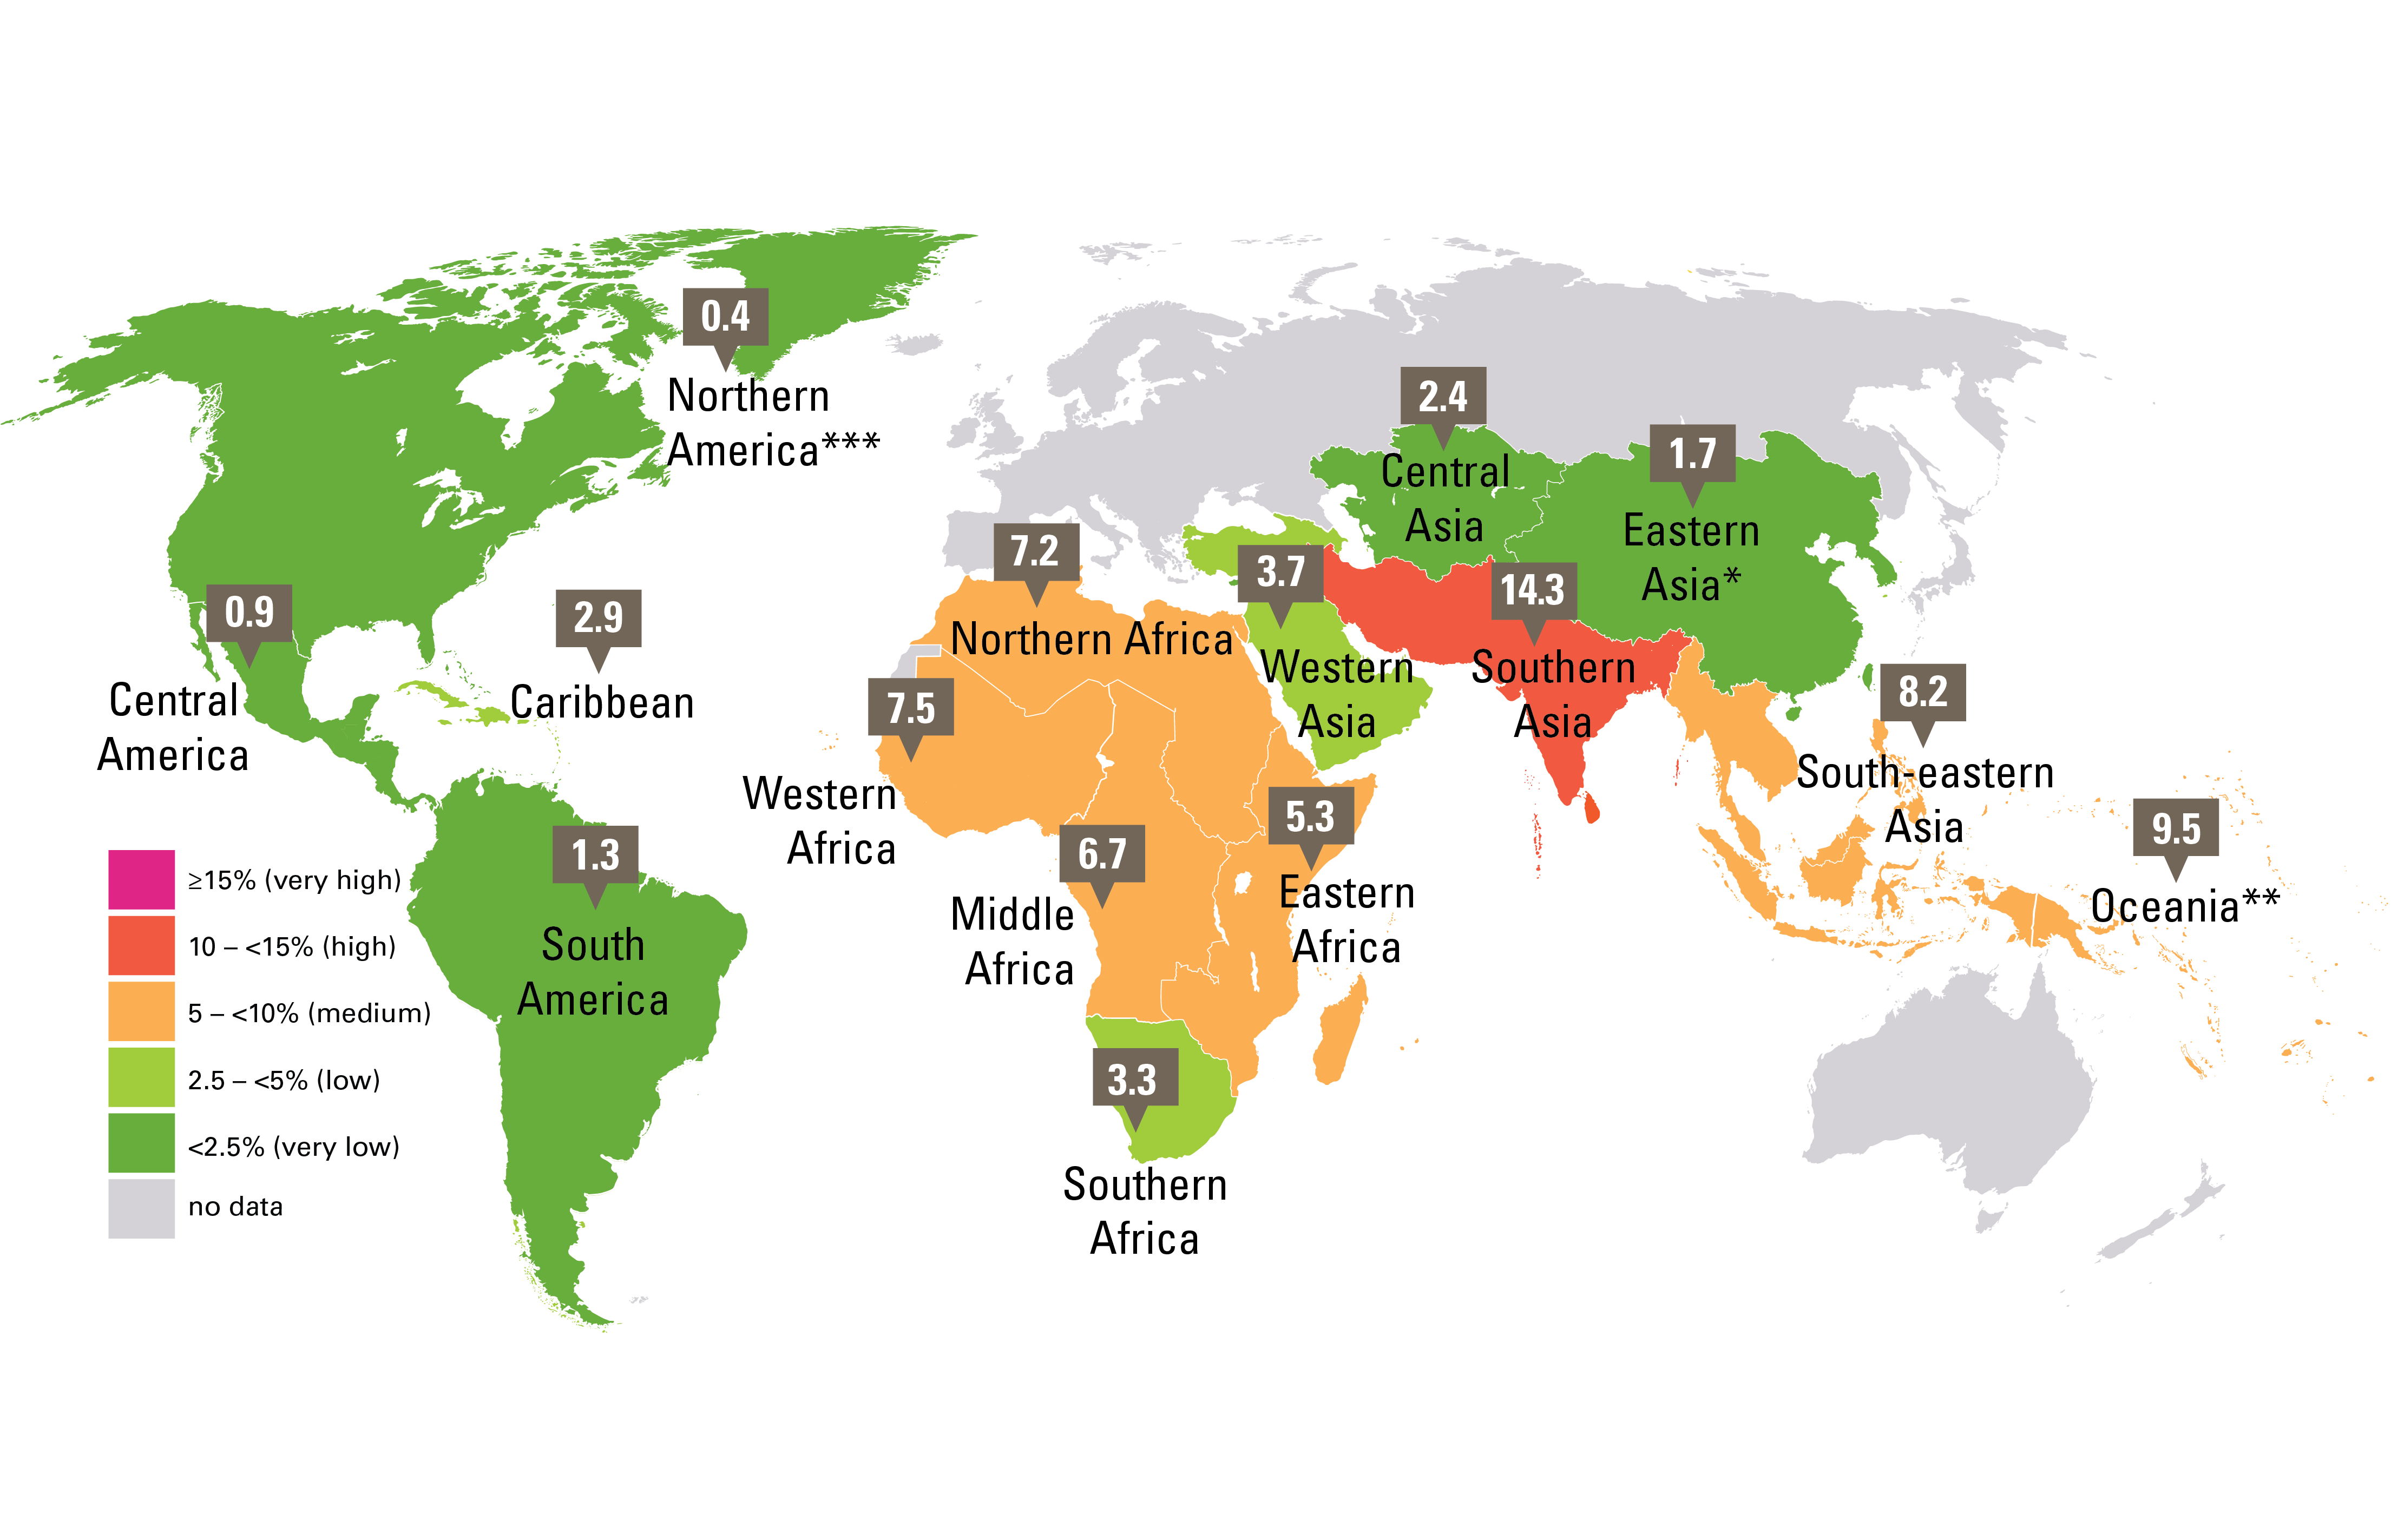 0.4
Northern
America***
2.4
Central
Asia
1.7
Eastern
Asia*
7.2
Northern Africa
3.7
Western
Asia
14.3
Southern
Asia
0.9
Central
America
2.9
Caribbean
7.5
Western
Africa
8.2
South-eastern
Asia
5.3
Eastern
Africa
9.5
Oceania**
1.3
South
America
6.7
Middle
Africa
3.3
Southern
Africa
≥15% (very high)
10 – <15% (high)
5 – <10% (medium)
2.5 – <5% (low)
<2.5% (very low)
no data